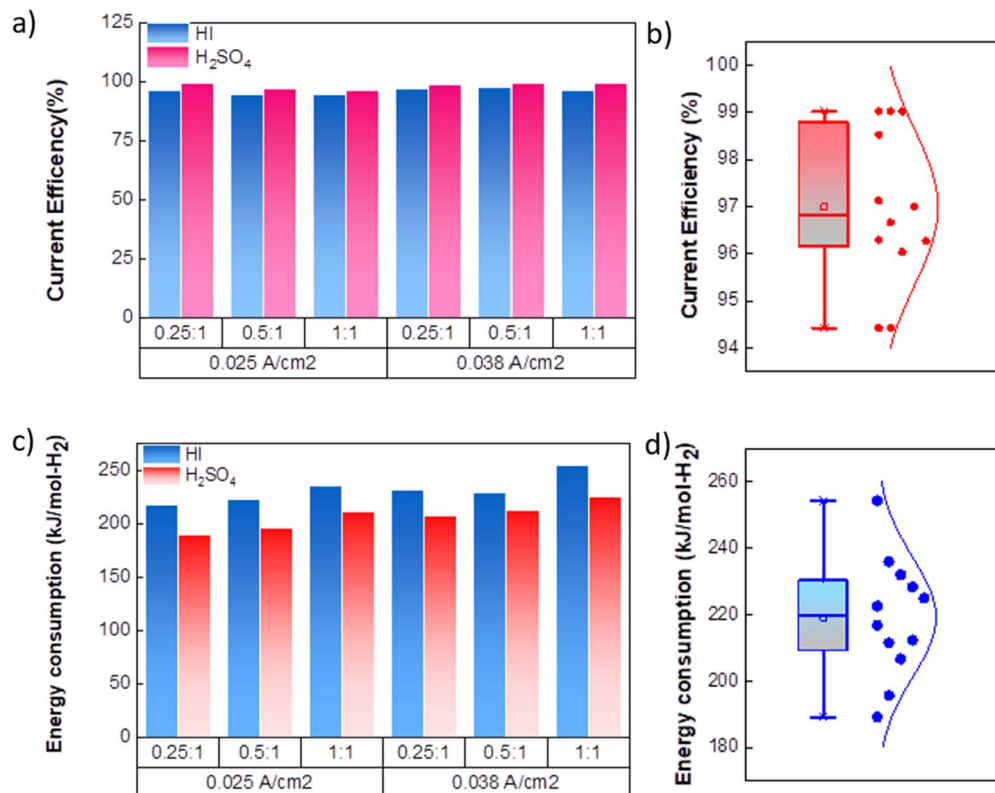 a)
125
100
75
50
25
0
Current Efficency(%)
HI
H₂SO₄
0.25:1 0.5:1 1:1 0.25:1 0.5:1 1:1
0.025 A/cm2 0.038 A/cm2
b)
100
99
98
97
96
95
94
Current Efficiency (%)
c)
250
200
150
100
50
0
Energy consumption (kJ/mol-H₂)
HI
H₂SO₄
0.25:1 0.5:1 1:1 0.25:1 0.5:1 1:1
0.025 A/cm2 0.038 A/cm2
d)
260
240
220
200
180
Energy consumption (kJ/mol-H₂)